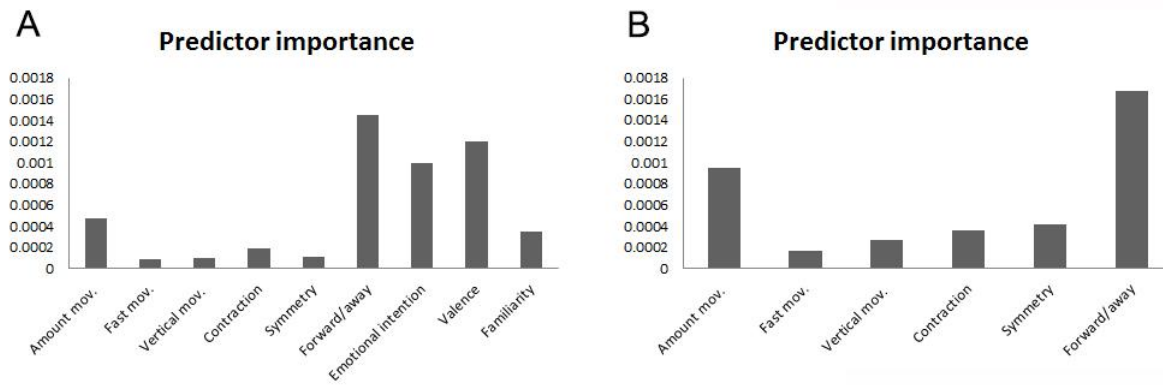 A
Predictor importance
0.0018
0.0016
0.0014
0.0012
0.001
0.0008
0.0006
0.0004
0.0002
0
Amount mov.
Fast mov.
Vertical mov.
Contraction
Symmetry
Forward/away
Emotional intention
Valence
Familiarity
B
Predictor importance
0.0018
0.0016
0.0014
0.0012
0.001
0.0008
0.0006
0.0004
0.0002
0
Amount mov.
Fast mov.
Vertical mov.
Contraction
Symmetry
Forward/away